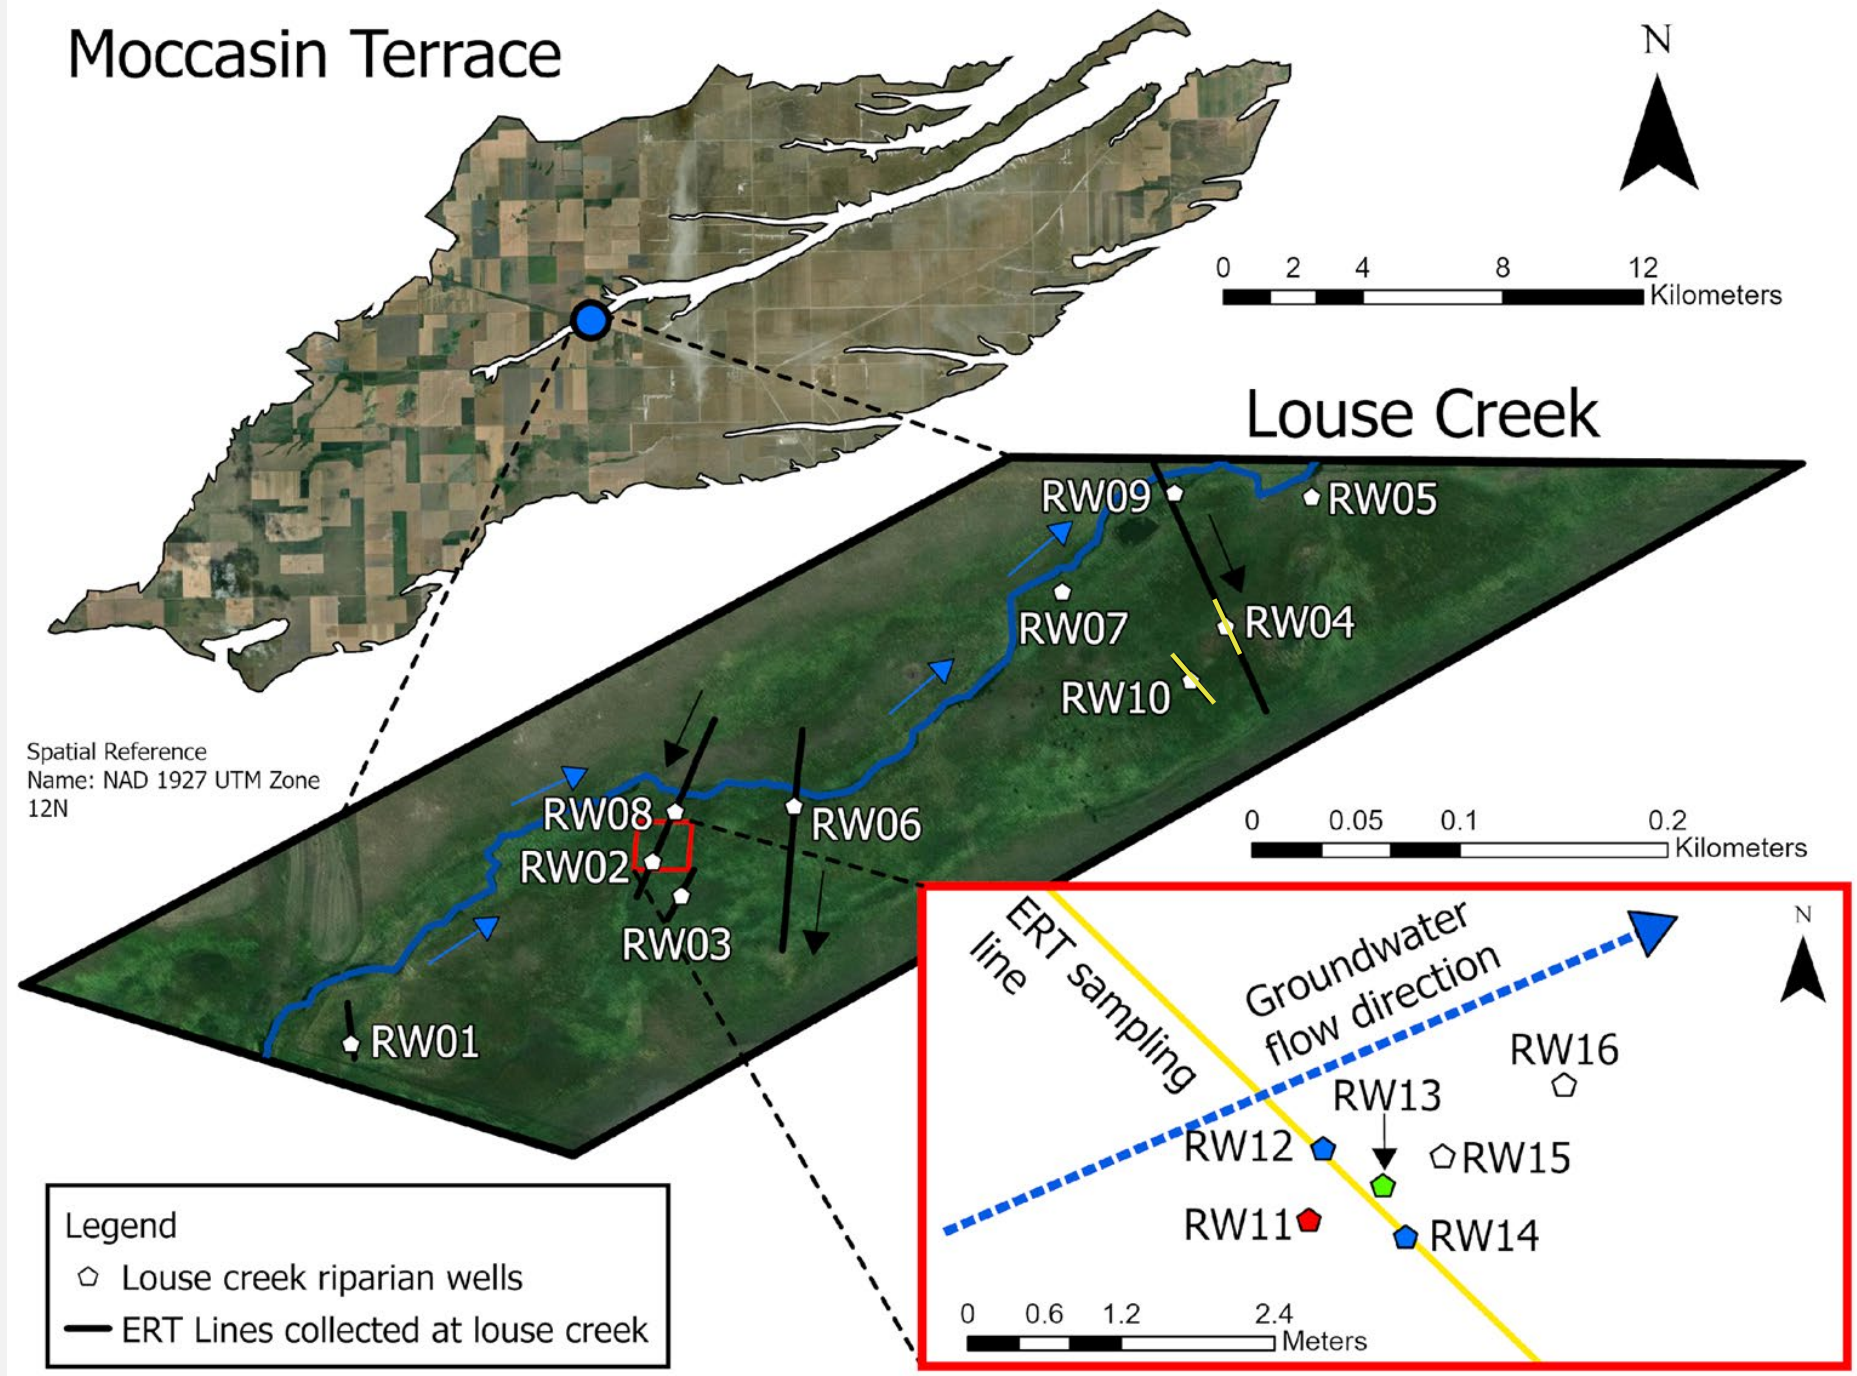 Moccasin Terrace
N
0 2 4 8 12
Kilometers
Louse Creek
RW09
RW05
RW07
RW04
RW10
Spatial Reference
Name: NAD 1927 UTM Zone
12N
RW08
RW06
RW02
RW03
RW01
0 0.05 0.1 0.2
Kilometers
ERT sampling
line
Groundwater
flow direction
N
RW16
RW13
RW12
RW15
RW11
RW14
0 0.6 1.2 2.4
Meters
Legend
Louse creek riparian wells
ERT Lines collected at louse creek